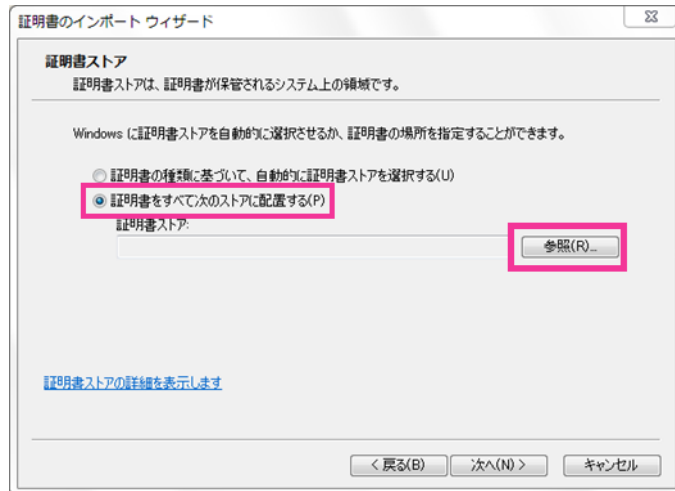 証明書のインポート ウィザード
証明書ストア
証明書ストアは、証明書が保管されるシステム上の領域です。
Windows に証明書ストアを自動的に選択させるか、証明書の場所を指定することができます。
証明書の種類に基づいて、自動的に証明書ストアを選択する(U)
証明書をすべて次のストアに配置する(P)
証明書ストア:
参照(R)...
証明書ストアの詳細を表示します
< 戻る(B) 次へ(N) > キャンセル